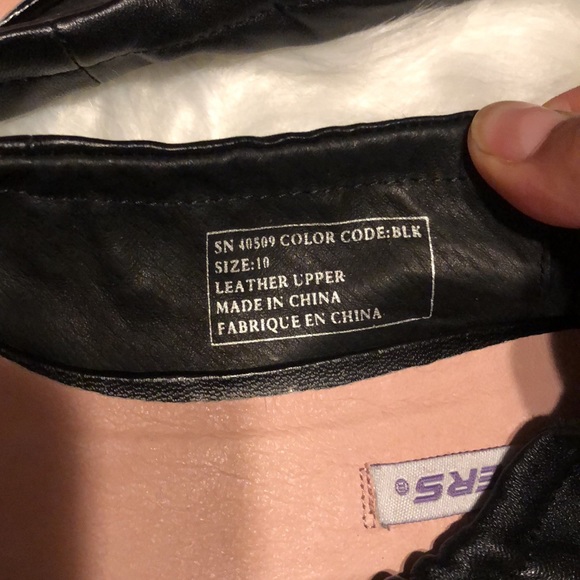 SN 40509 COLOR CODE:BLK
SIZE:10
LEATHER UPPER
MADE IN CHINA
FABRIQUE EN CHINA
ERS ®